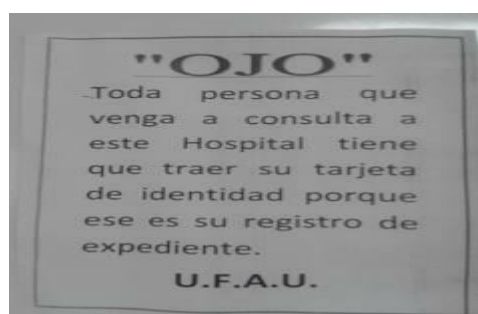 "OJO"
-Toda persona que
venga a consulta a
este Hospital tiene
que traer su tarjeta
de identidad porque
ese es su registro de
expediente.
U.F.A.U.